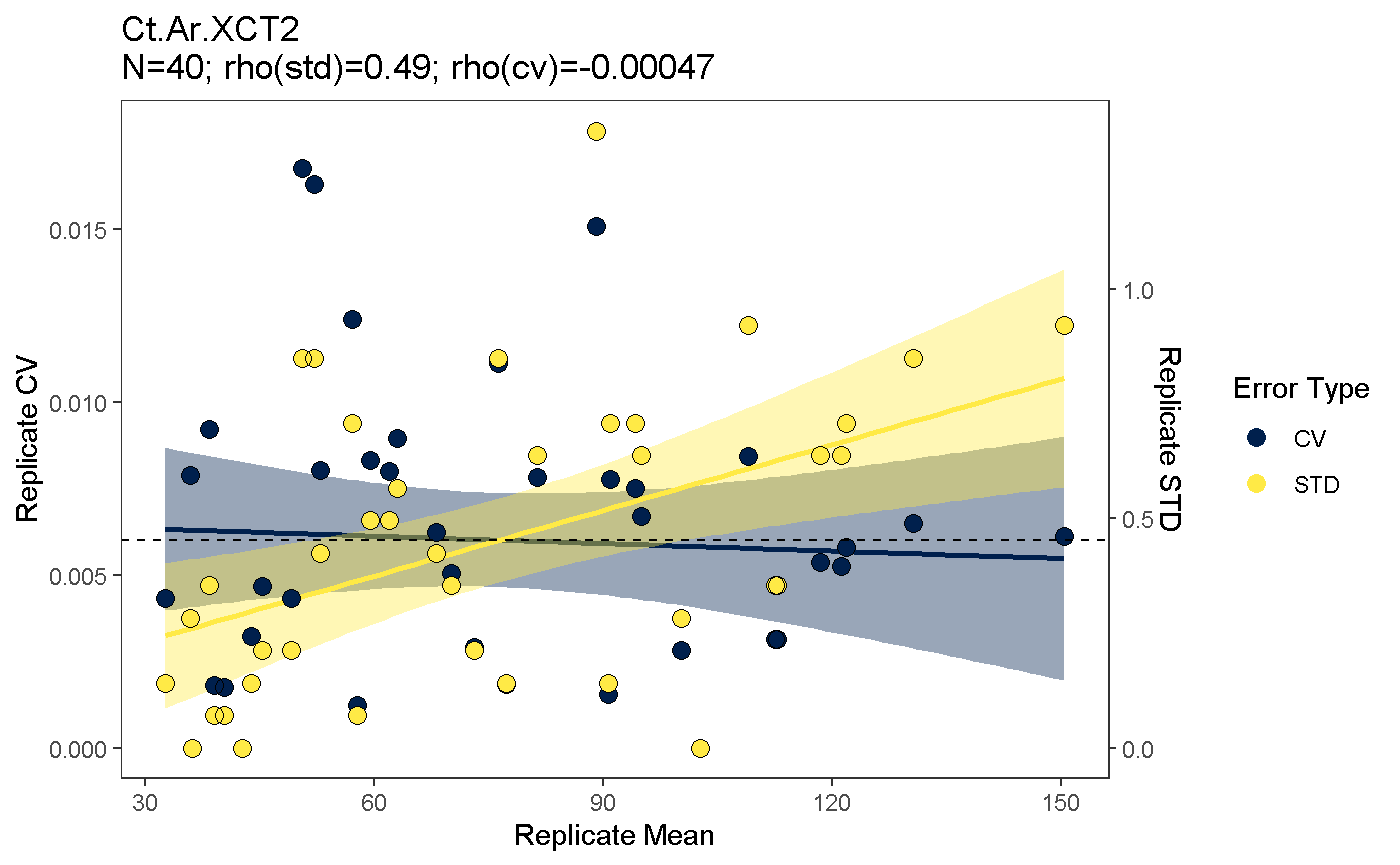 Ct.Ar.XCT2
N=40; rho(std)=0.49; rho(cv)=-0.00047
0.015
0.010
0.005
0.000
Replicate CV
1.0
0.5
0.0
Replicate STD
30
60
90
120
150
Replicate Mean
Error Type
CV
STD